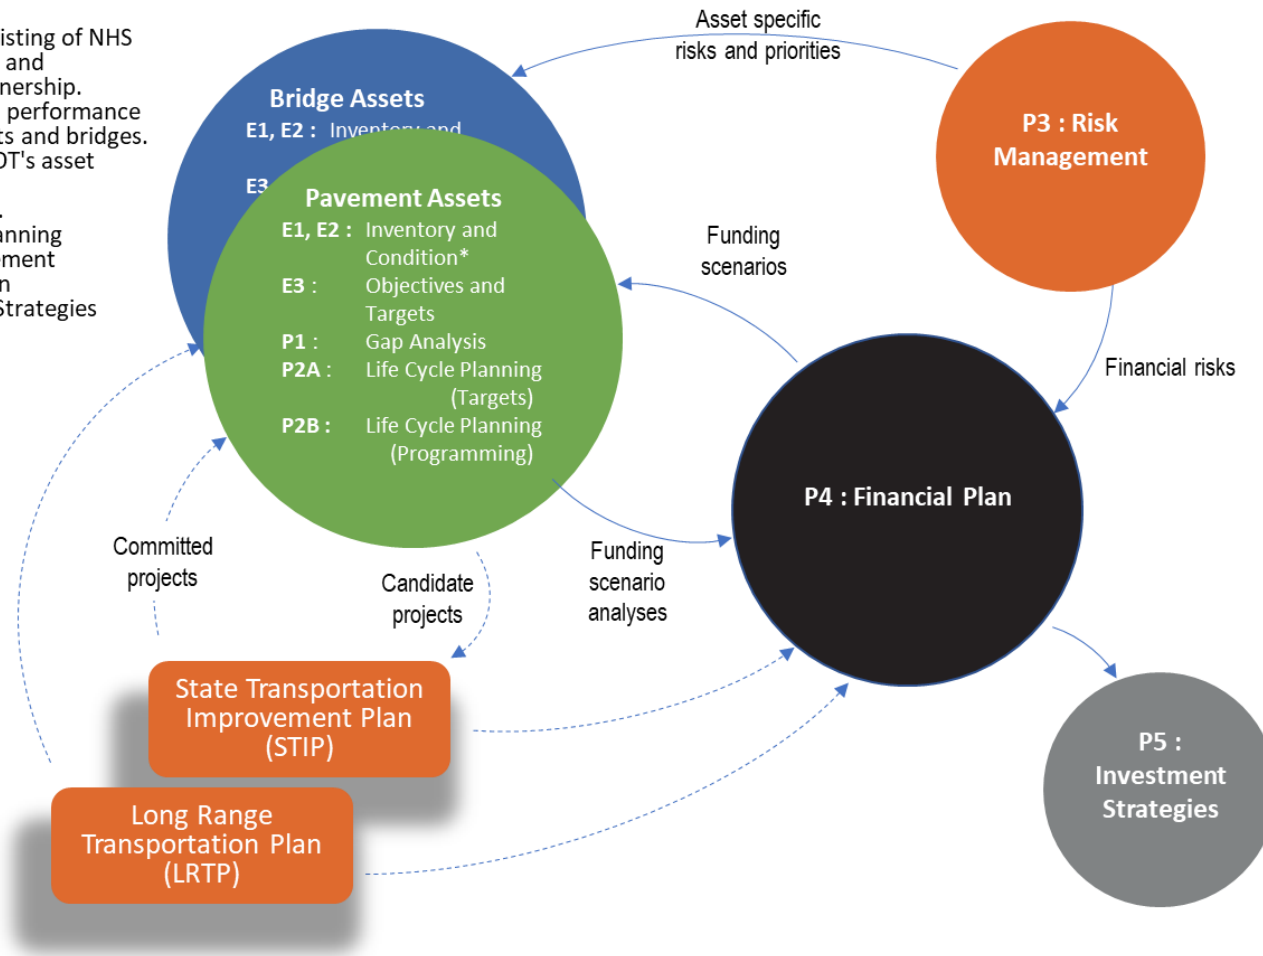 isting of NHS
and
nership.
performance
ts and bridges.
OT's asset
.
anning
ement
n
Strategies
Asset specific
risks and priorities
Bridge Assets
E1, E2 : Inventory and
E3
Pavement Assets
E1, E2 : Inventory and
Condition*
E3 : Objectives and
Targets
P1 : Gap Analysis
P2A : Life Cycle Planning
(Targets)
P2B : Life Cycle Planning
(Programming)
P3 : Risk
Management
Funding
scenarios
Financial risks
P4 : Financial Plan
Committed
projects
Candidate
projects
Funding
scenario
analyses
State Transportation
Improvement Plan
(STIP)
Long Range
Transportation Plan
(LRTP)
P5 :
Investment
Strategies